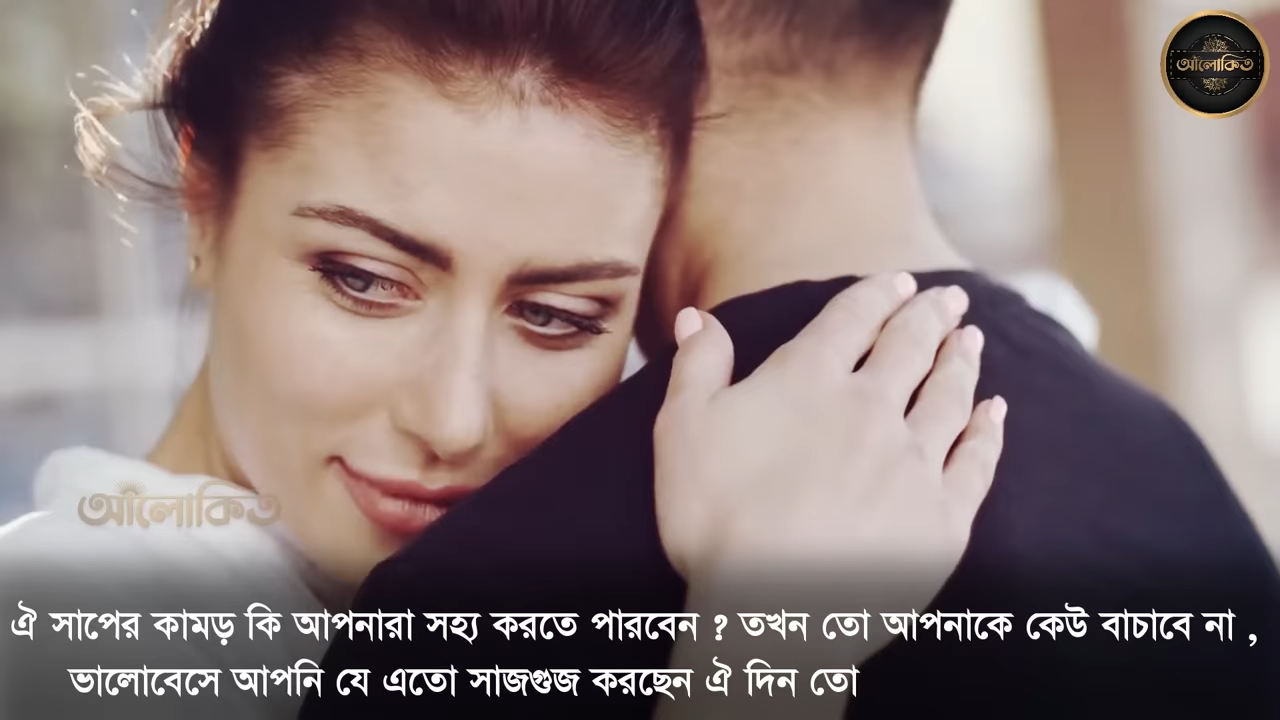 আলোকিত
আলোকিত
ঐ সাপের কামড় কি আপনারা সহ্য করতে পারবেন ? তখন তো আপনাকে কেউ বাচাবে না ,
ভালোবেসে আপনি যে এতো সাজগুজ করছেন ঐ দিন তো